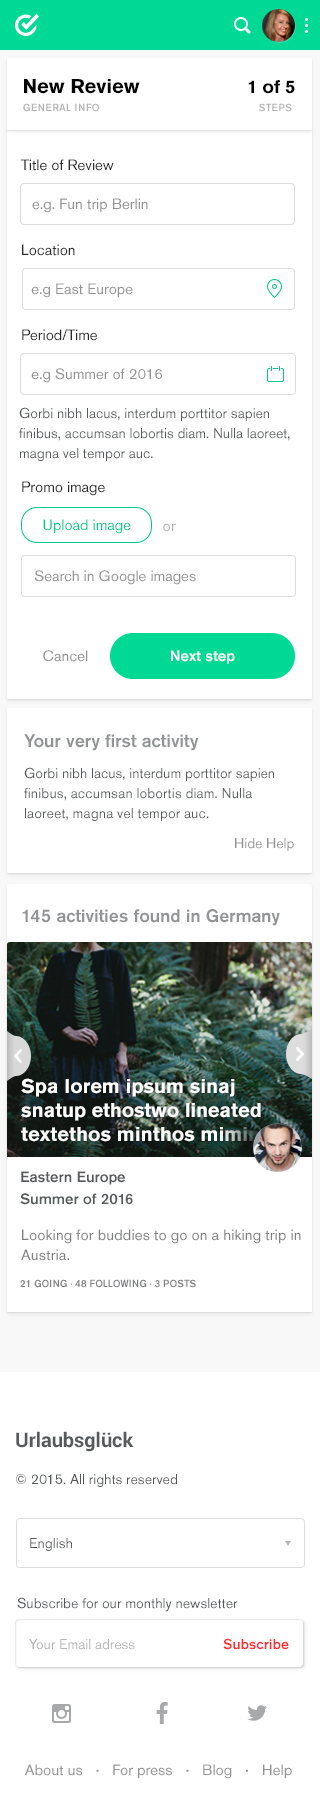 New Review
1 of 5
GENERAL INFO
STEPS
Title of Review
e.g. Fun trip Berlin
Location
e.g East Europe
Period/Time
e.g Summer of 2016
Gorbi nibh lacus, interdum porttitor sapien
finibus, accumsan lobortis diam. Nulla laoreet,
magna vel tempor auc.
Promo image
Upload image
or
Search in Google images
Cancel
Next step
Your very first activity
Gorbi nibh lacus, interdum porttitor sapien
finibus, accumsan lobortis diam. Nulla
laoreet, magna vel tempor auc.
Hide Help
145 activities found in Germany
Spa lorem ipsum sinaj
snatup ethostwo lineated
textethos minthos mimi
Eastern Europe
Summer of 2016
Looking for buddies to go on a hiking trip in
Austria.
21 GOING · 48 FOLLOWING · 3 POSTS
Urlaubsglück
© 2015. All rights reserved
English
Subscribe for our monthly newsletter
Your Email adress
Subscribe
About us · For press · Blog · Help